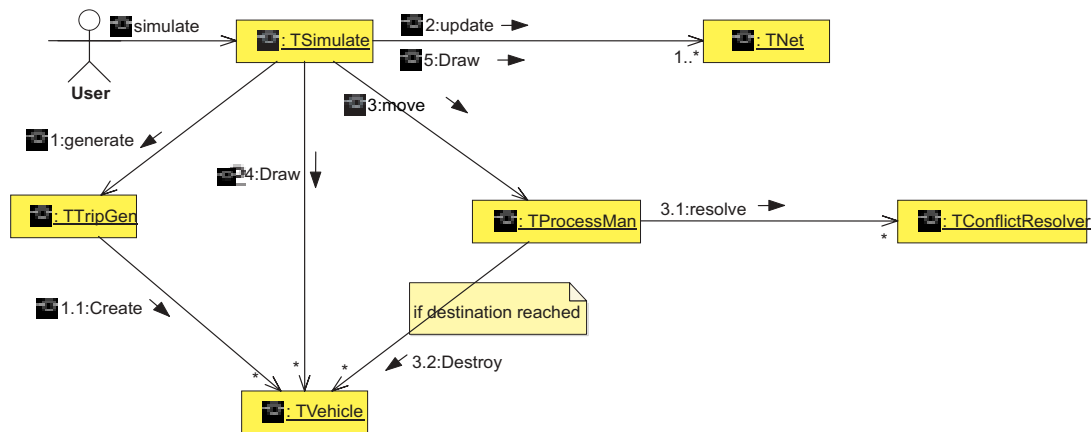 simulate
2:update
: TSimulate
: TNet
5:Draw
1..*
User
3:move
1:generate
4:Draw
: TTripGen
3.1:resolve
: TProcessMan
: TConflictResolver
*
if destination reached
1.1:Create
3.2:Destroy
*
*
*
: TVehicle